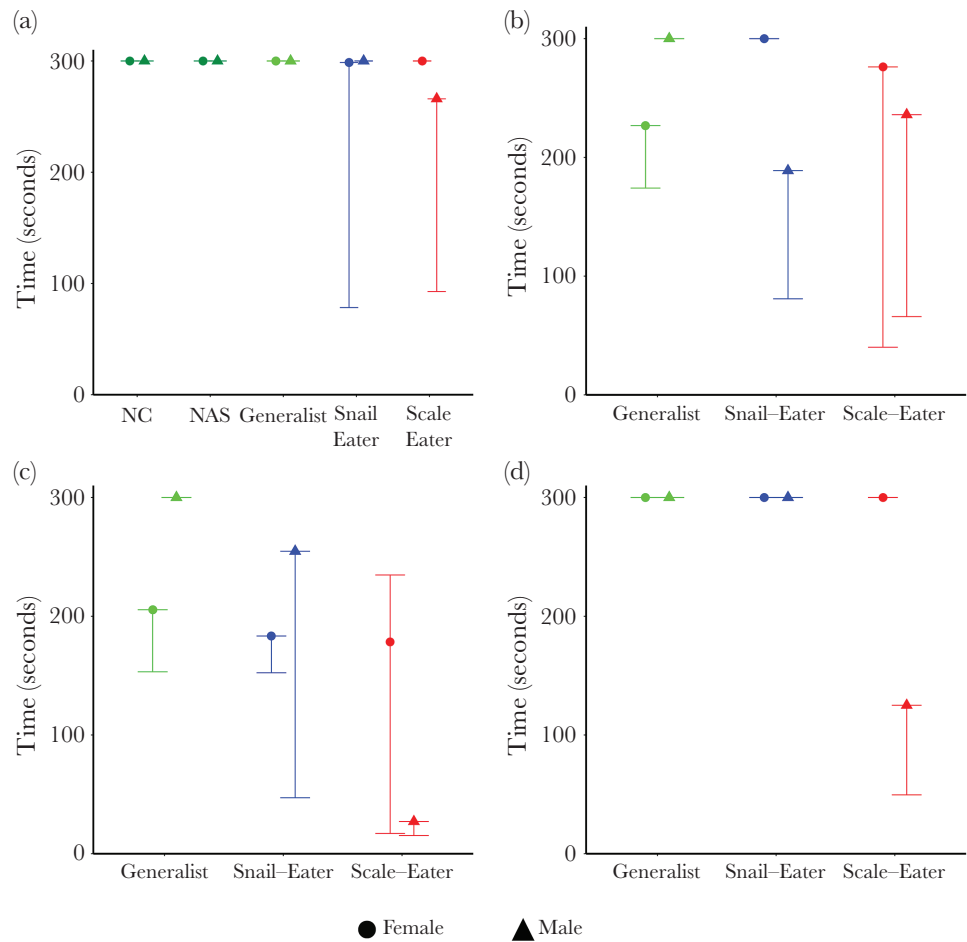 (a)
Time (seconds)
300
200
100
0
NC NAS Generalist Snail Eater Scale Eater
(b)
Time (seconds)
300
200
100
0
Generalist Snail–Eater Scale–Eater
(c)
Time (seconds)
300
200
100
0
Generalist Snail–Eater Scale–Eater
(d)
Time (seconds)
300
200
100
0
Generalist Snail–Eater Scale–Eater
Female Male